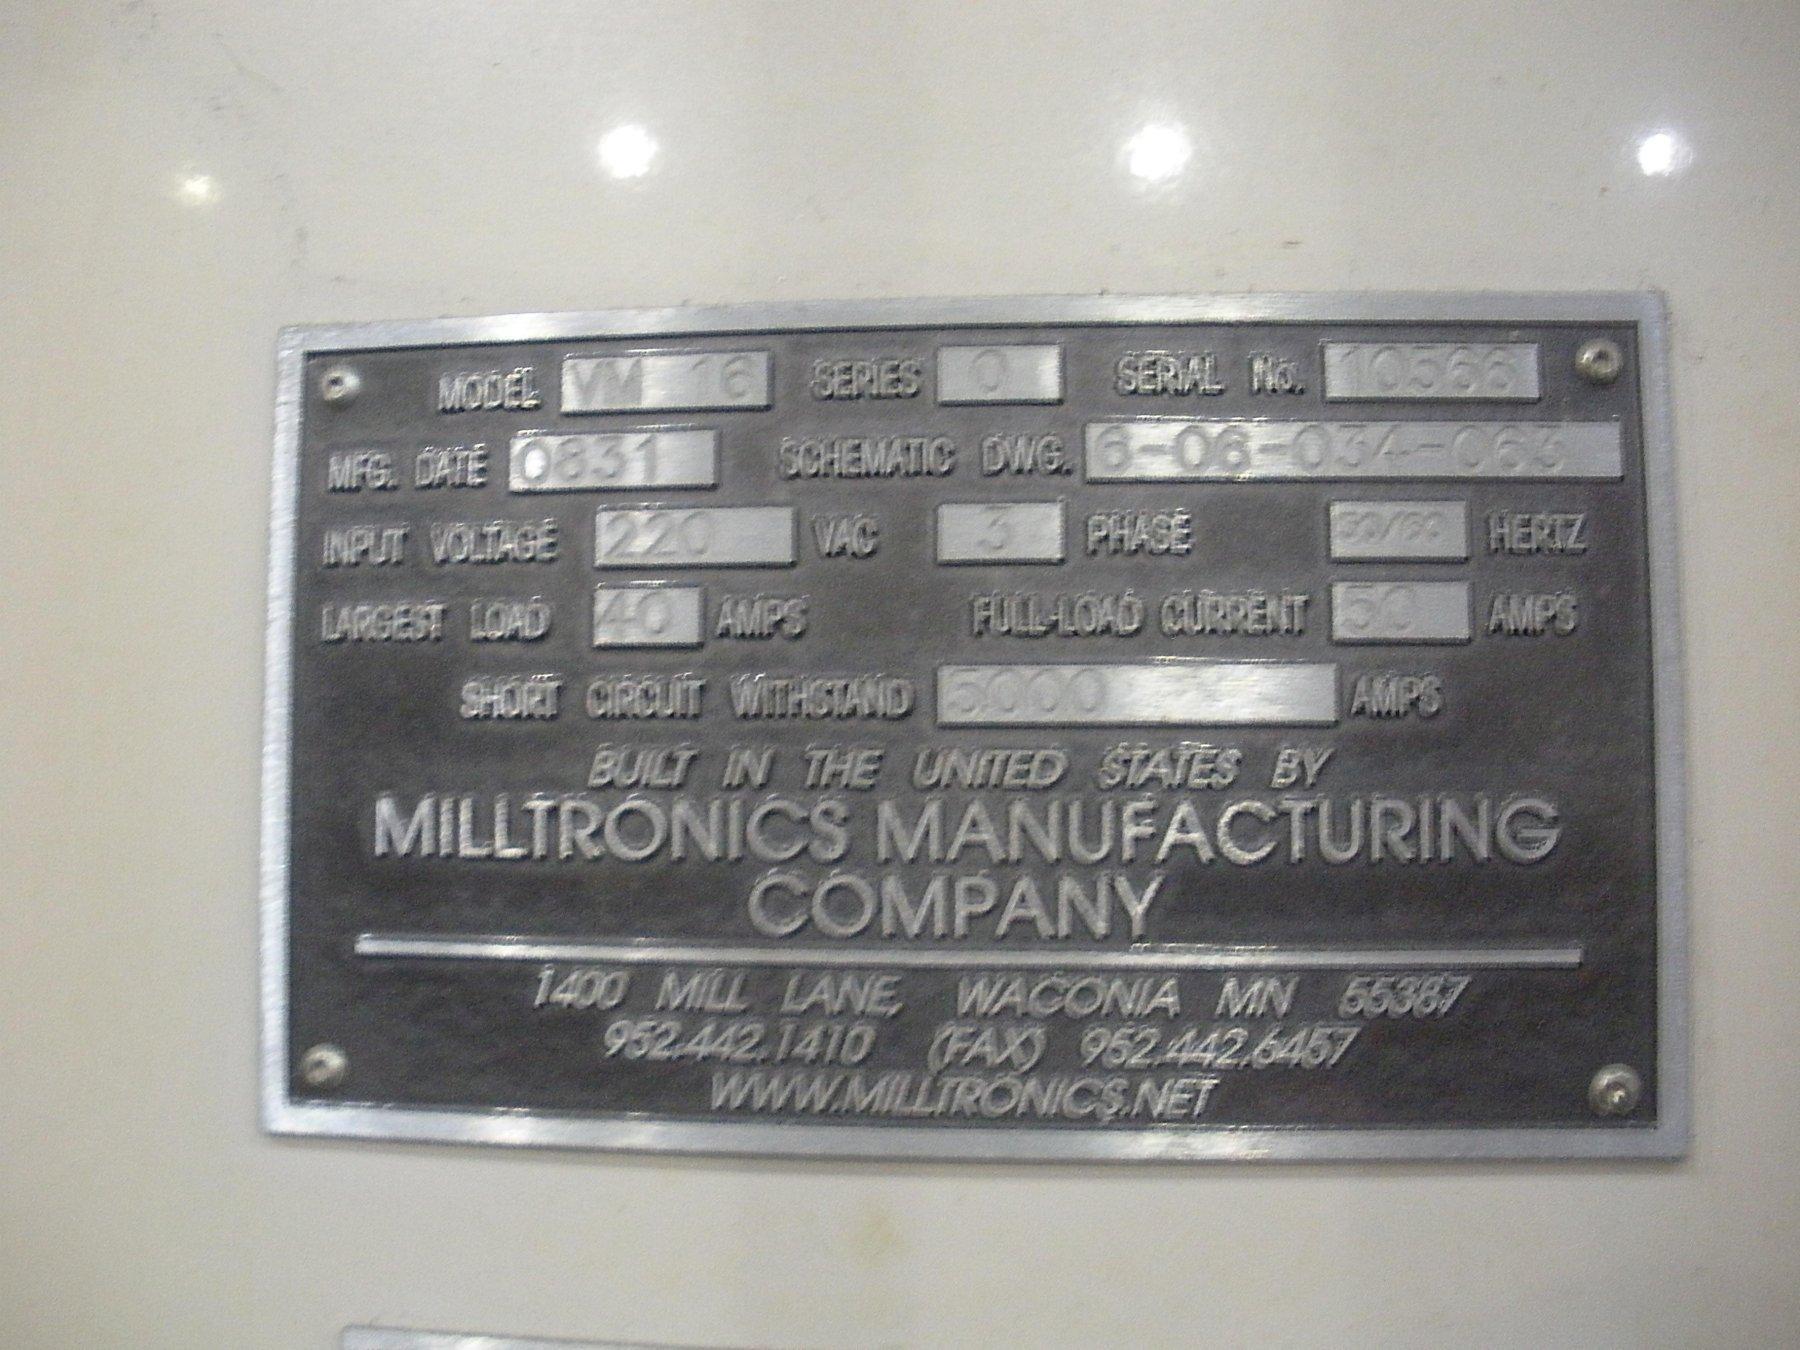 MODEL VM 16 SERIES 0 SERIAL No. 10566
MFG. DATE 0831 SCHEMATIC DWG. 6-06-034-063
INPUT VOLTAGE 220 VAC 3 PHASE 50/60 HERTZ
LARGEST LOAD 40 AMPS FULL-LOAD CURRENT 50 AMPS
SHORT CIRCUIT WITHSTAND 5000 AMPS
BUILT IN THE UNITED STATES BY
MILLTRONICS MANUFACTURING
COMPANY
1400 MILL LANE, WACONIA MN 55387
952.442.1410 (FAX) 952.442.6457
WWW.MILLTRONICS.NET